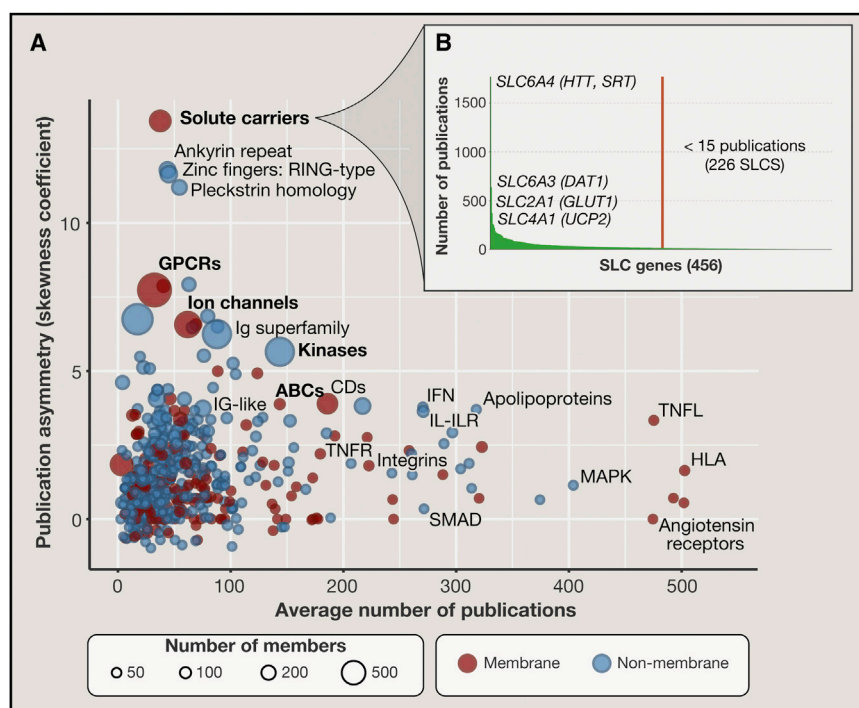 A
B
Publication asymmetry (skewness coefficient)
10
5
0
Solute carriers
Ankyrin repeat
Zinc fingers: RING-type
Pleckstrin homology
GPCRs
Ion channels
Ig superfamily
Kinases
ABCs
CDs
IG-like
IFN
Apolipoproteins
IL-ILR
TNFL
TNFR
Integrins
HLA
MAPK
SMAD
Angiotensin
receptors
0
100
200
300
400
500
Average number of publications
Number of publications
1500
1000
500
0
SLC6A4 (HTT, SRT)
< 15 publications
(226 SLCS)
SLC6A3 (DAT1)
SLC2A1 (GLUT1)
SLC4A1 (UCP2)
SLC genes (456)
Number of members
50
100
200
500
Membrane
Non-membrane